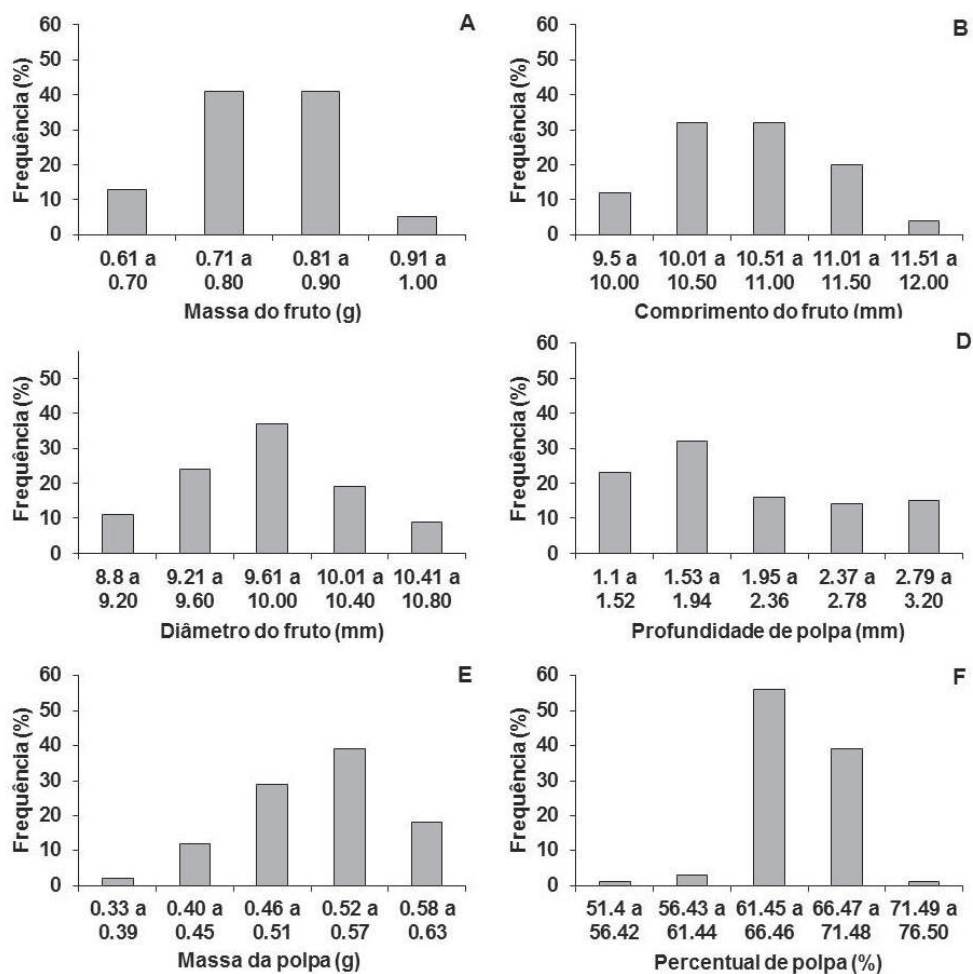 A
Frequência (%)
60
50
40
30
20
10
0
0.61 a 0.71 a 0.81 a 0.91 a
0.70 0.80 0.90 1.00
Massa do fruto (g)
B
Frequência (%)
60
50
40
30
20
10
0
9.5 a 10.01 a 10.51 a 11.01 a 11.51 a
10.00 10.50 11.00 11.50 12.00
Comprimento do fruto (mm)
Frequência (%)
50
40
30
20
10
0
8.8 a 9.21 a 9.61 a 10.01 a 10.41 a
9.20 9.60 10.00 10.40 10.80
Diâmetro do fruto (mm)
D
Frequência (%)
60
50
40
30
20
10
0
1.1 a 1.53 a 1.95 a 2.37 a 2.79 a
1.52 1.94 2.36 2.78 3.20
Profundidade de polpa (mm)
E
Frequência (%)
60
50
40
30
20
10
0
0.33 a 0.40 a 0.46 a 0.52 a 0.58 a
0.39 0.45 0.51 0.57 0.63
Massa da polpa (g)
F
Frequência (%)
60
50
40
30
20
10
0
51.4 a 56.43 a 61.45 a 66.47 a 71.49 a
56.42 61.44 66.46 71.48 76.50
Percentual de polpa (%)